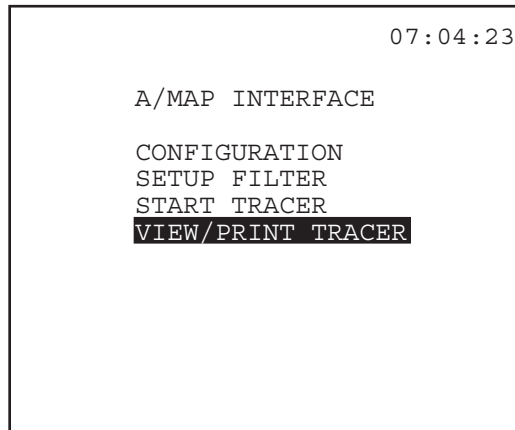 07:04:23
A/MAP INTERFACE
CONFIGURATION
SETUP FILTER
START TRACER
VIEW/PRINT TRACER